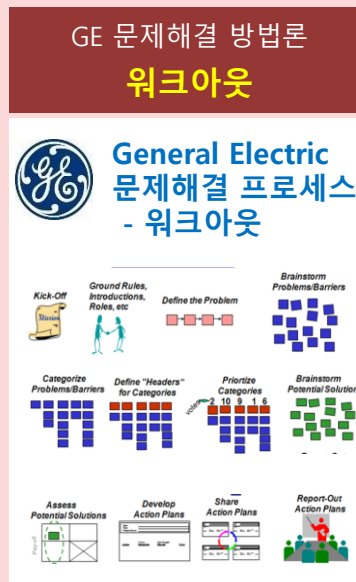 GE 문제해결 방법론
워크아웃
General Electric
문제해결 프로세스
- 워크아웃
Kick-Off
Ground Rules,
Introductions,
Roles, etc
Define the Problem
Brainstorm
Problems/Barriers
Categorize
Problems/Barriers
Define "Headers"
for Categories
Priortize
Categories
votes
2 10 9 1 6
Brainstorm
Potential Solution
Assess
Potential Solutions
Payoff
Develop
Action Plans
Share
Action Plans
Report-Out
Action Plans